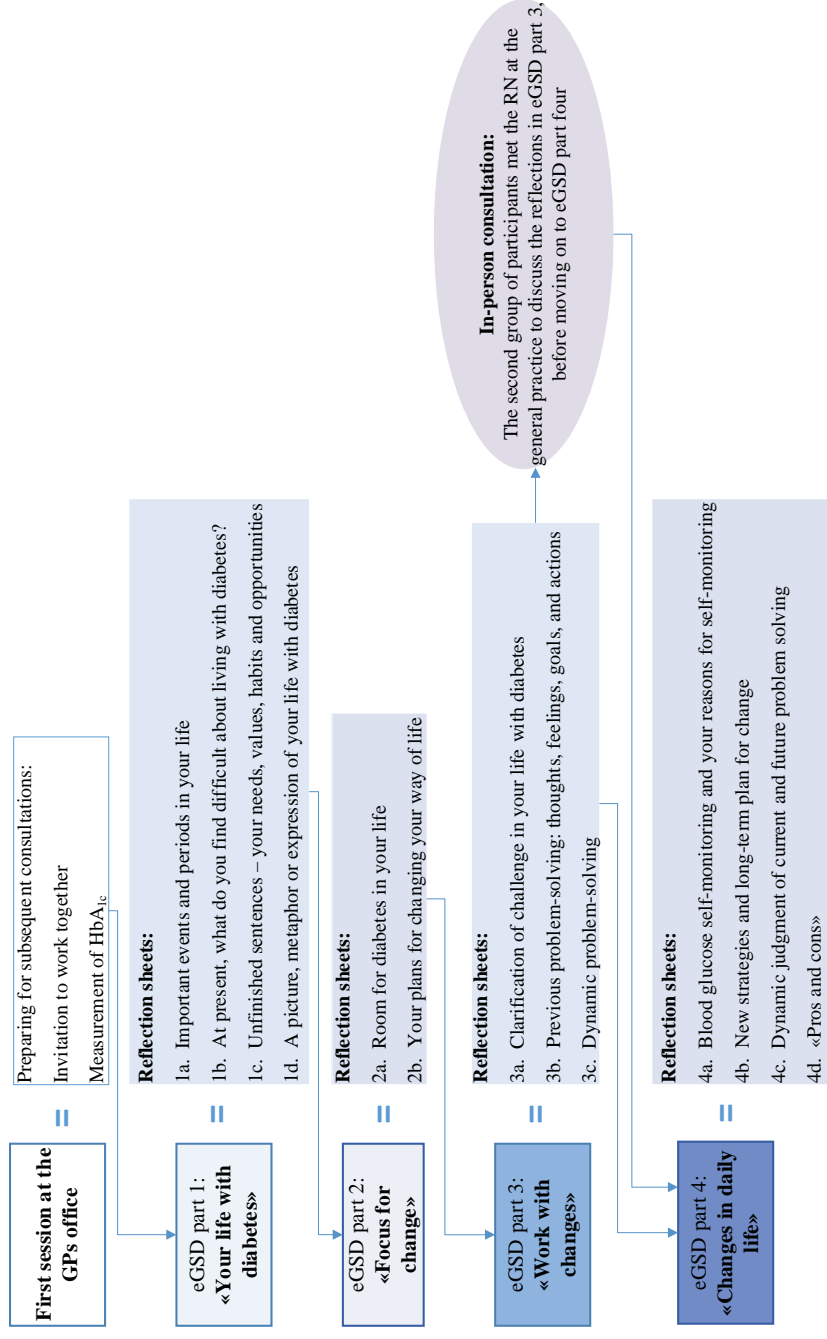 First session at the
GPs office
=
Preparing for subsequent consultations:
Invitation to work together
Measurement of HbA1c
eGSD part 1:
«Your life with
diabetes»
=
Reflection sheets:
1a. Important events and periods in your life
1b. At present, what do you find difficult about living with diabetes?
1c. Unfinished sentences – your needs, values, habits and opportunities
1d. A picture, metaphor or expression of your life with diabetes
eGSD part 2:
«Focus for
change»
=
Reflection sheets:
2a. Room for diabetes in your life
2b. Your plans for changing your way of life
eGSD part 3:
«Work with
changes»
=
Reflection sheets:
3a. Clarification of challenge in your life with diabetes
3b. Previous problem-solving: thoughts, feelings, goals, and actions
3c. Dynamic problem-solving
In-person consultation:
The second group of participants met the RN at the
general practice to discuss the reflections in eGSD part 3,
before moving on to eGSD part four
eGSD part 4:
«Changes in daily
life»
=
Reflection sheets:
4a. Blood glucose self-monitoring and your reasons for self-monitoring
4b. New strategies and long-term plan for change
4c. Dynamic judgment of current and future problem solving
4d. «Pros and cons»